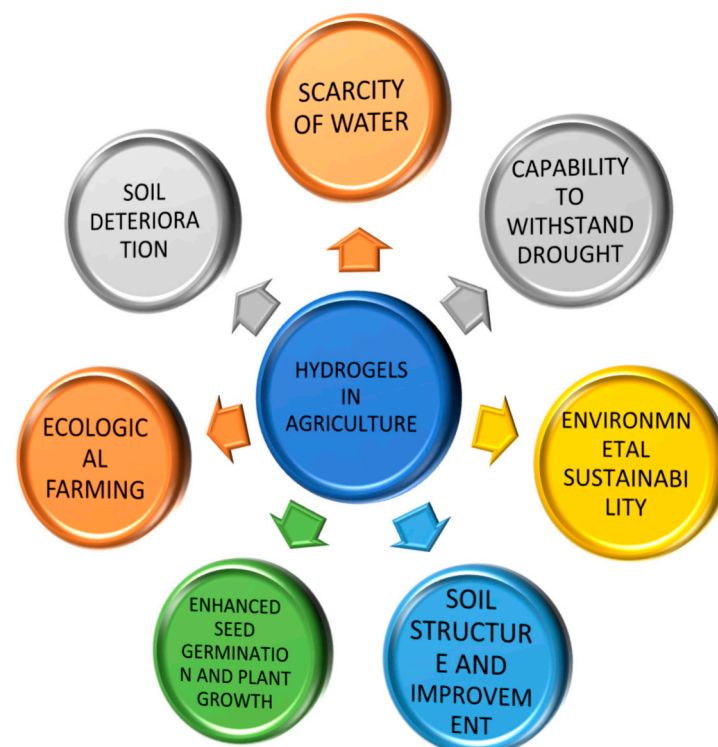 SCARCITY
OF WATER
CAPABILITY
TO
WITHSTAND
DROUGHT
ENVIRONMN
ETAL
SUSTAINABI
LITY
SOIL
STRUCTUR
E AND
IMPROVEM
ENT
ENHANCED
SEED
GERMINATIO
N AND PLANT
GROWTH
ECOLOGIC
AL
FARMING
SOIL
DETERIORA
TION
HYDROGELS
IN
AGRICULTURE